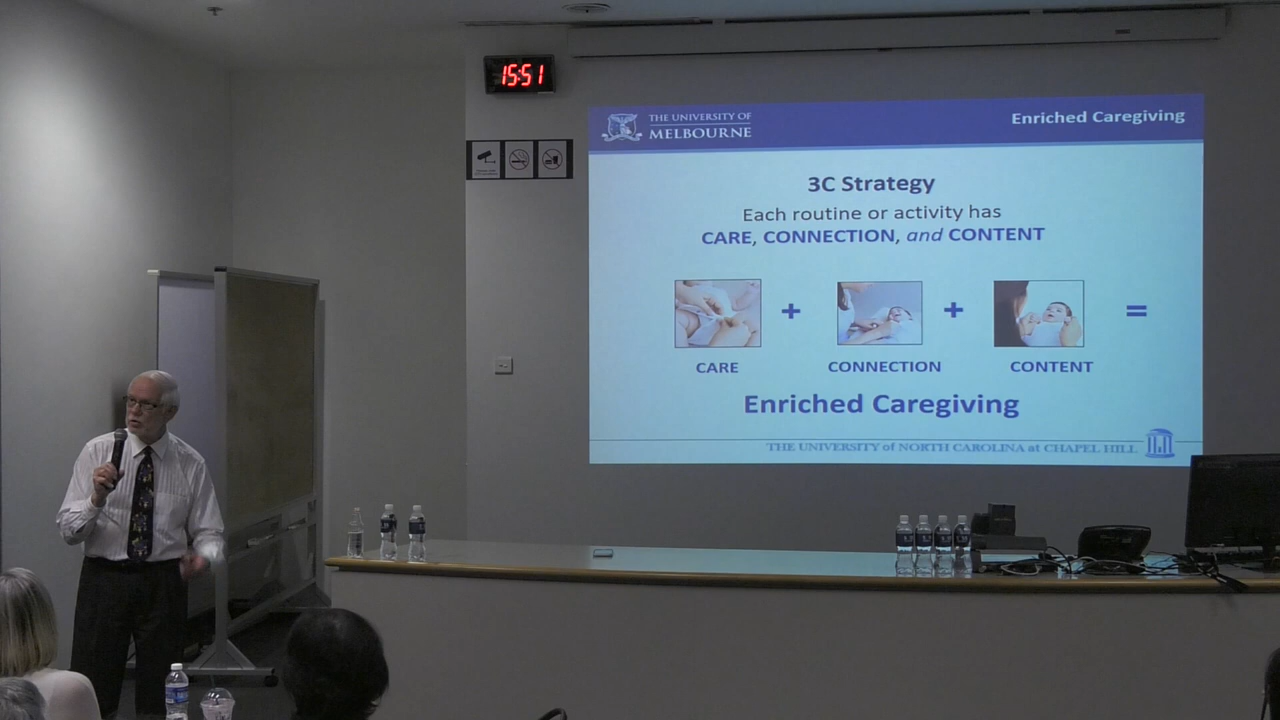 15:51
THE UNIVERSITY OF
MELBOURNE
Enriched Caregiving
3C Strategy
Each routine or activity has
CARE, CONNECTION, and CONTENT
+ + =
CARE CONNECTION CONTENT
Enriched Caregiving
THE UNIVERSITY of NORTH CAROLINA at CHAPEL HILL